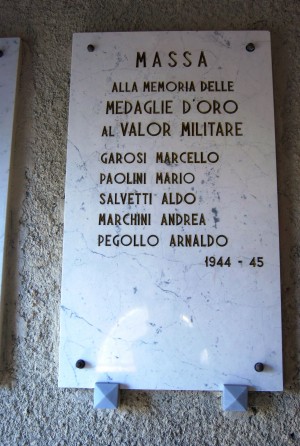 MASSA
ALLA MEMORIA DELLE
MEDAGLIE D'ORO
AL VALOR MILITARE
GAROSI MARCELLO
PAOLINI MARIO
SALVETTI ALDO
MARCHINI ANDREA
PEGOLLO ARNALDO
1944 - 45